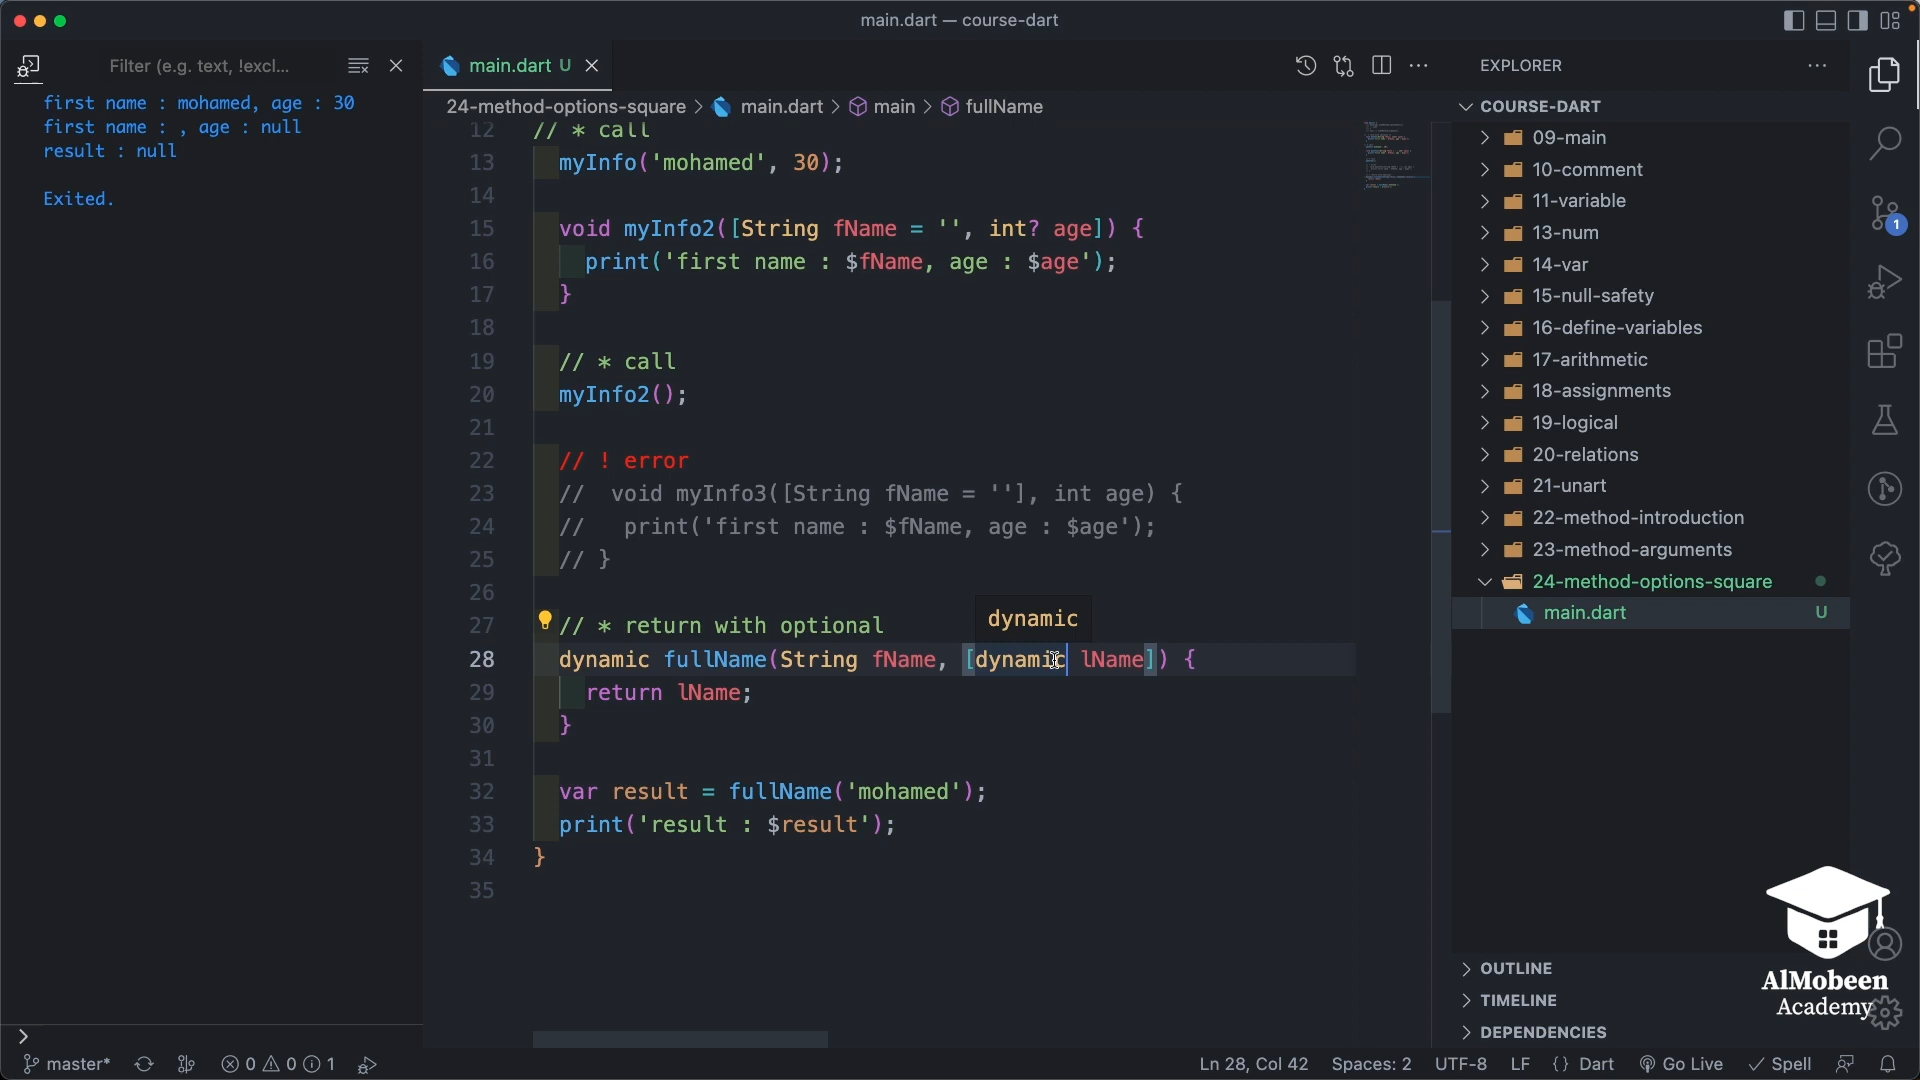 main.dart — course-dart
Filter (e.g. text, !excl...
first name : mohamed, age : 30
first name : , age : null
result : null
Exited.
main.dart U
24-method-options-square > main.dart > main > fullName
12 // * call
13 myInfo('mohamed', 30);
14
15 void myInfo2([String fName = '', int? age]) {
16 print('first name : $fName, age : $age');
17 }
18
19 // * call
20 myInfo2();
21
22 // ! error
23 // void myInfo3([String fName = ''], int age) {
24 // print('first name : $fName, age : $age');
25 // }
26
dynamic
27 // * return with optional
28 dynamic fullName(String fName, [dynamic lName]) {
29 return lName;
30 }
31
32 var result = fullName('mohamed');
33 print('result : $result');
34 }
35
EXPLORER
COURSE-DART
09-main
10-comment
11-variable
13-num
14-var
15-null-safety
16-define-variables
17-arithmetic
18-assignments
19-logical
20-relations
21-unart
22-method-introduction
23-method-arguments
24-method-options-square
main.dart U
OUTLINE
TIMELINE
DEPENDENCIES
1
AlMobeen
Academy
master* 0 0 1
Ln 28, Col 42 Spaces: 2 UTF-8 LF {} Dart Go Live Spell